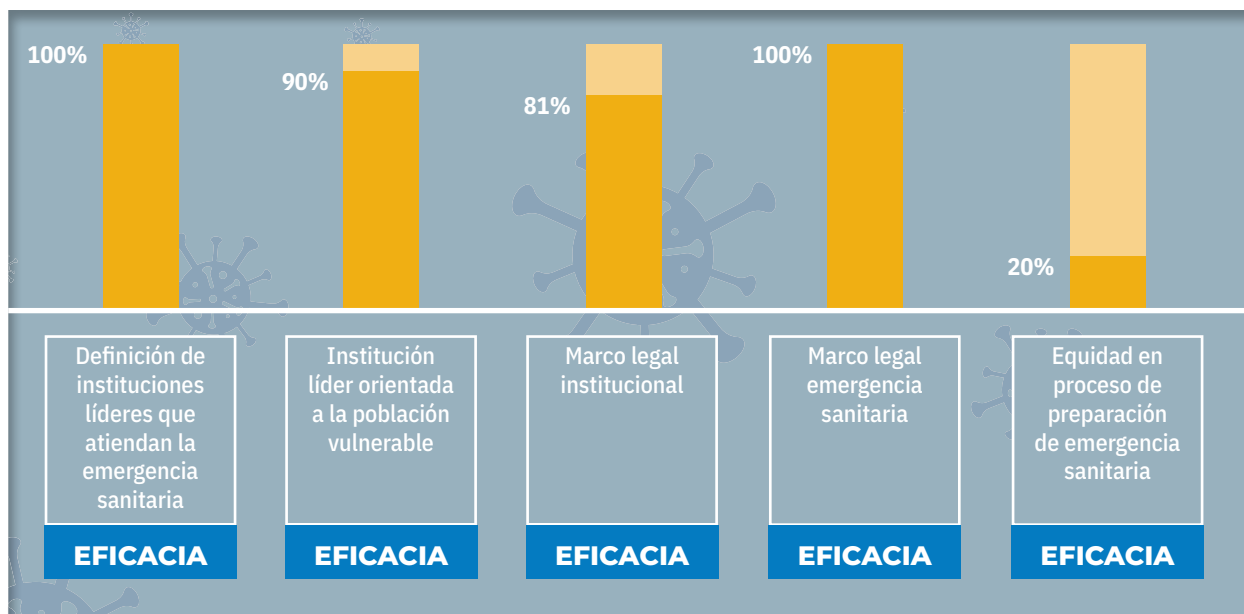 100%
90%
81%
100%
20%
Definición de
instituciones
líderes que
atiendan la
emergencia
sanitaria
EFICACIA
Institución
líder orientada
a la población
vulnerable
EFICACIA
Marco legal
institucional
EFICACIA
Marco legal
emergencia
sanitaria
EFICACIA
Equidad en
proceso de
preparación
de emergencia
sanitaria
EFICACIA